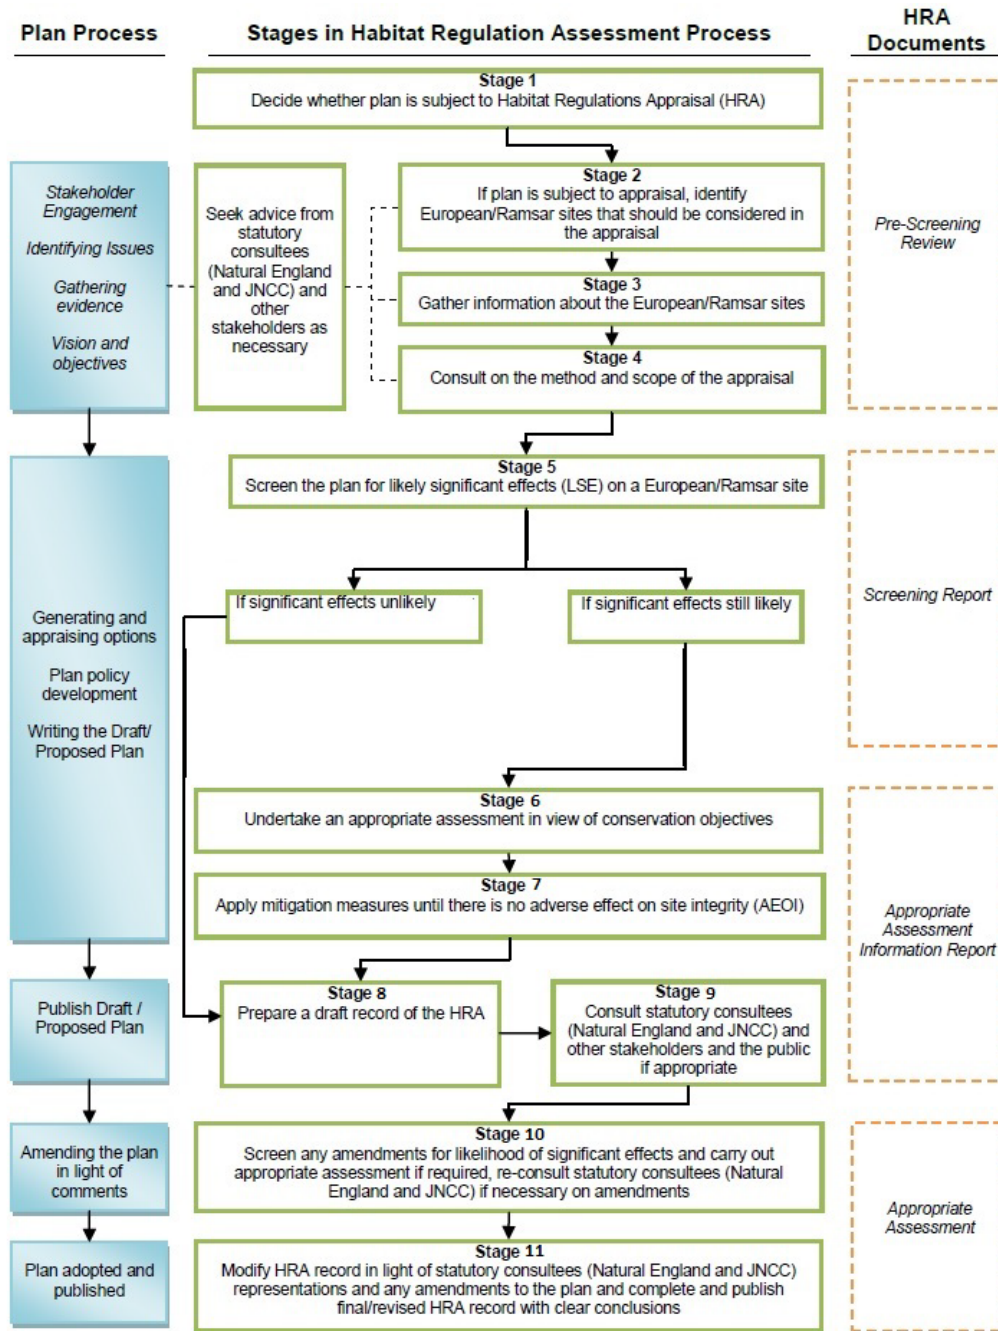 Plan Process
Stages in Habitat Regulation Assessment Process
HRA
Documents
Stage 1
Decide whether plan is subject to Habitat Regulations Appraisal (HRA)
Stakeholder
Engagement
Identifying Issues
Gathering
evidence
Vision and
objectives
Seek advice from
statutory
consultees
(Natural England
and JNCC) and
other
stakeholders as
necessary
Stage 2
If plan is subject to appraisal, identify
European/Ramsar sites that should be considered in
the appraisal
Stage 3
Gather information about the European/Ramsar sites
Stage 4
Consult on the method and scope of the appraisal
Pre-Screening
Review
Generating and
appraising options
Plan policy
development
Writing the Draft/
Proposed Plan
Stage 5
Screen the plan for likely significant effects (LSE) on a European/Ramsar site
If significant effects unlikely
If significant effects still likely
Screening Report
Stage 6
Undertake an appropriate assessment in view of conservation objectives
Stage 7
Apply mitigation measures until there is no adverse effect on site integrity (AEOI)
Publish Draft /
Proposed Plan
Stage 8
Prepare a draft record of the HRA
Stage 9
Consult statutory consultees
(Natural England and JNCC) and
other stakeholders and the public
if appropriate
Appropriate
Assessment
Information Report
Amending the plan
in light of
comments
Stage 10
Screen any amendments for likelihood of significant effects and carry out
appropriate assessment if required, re-consult statutory consultees (Natural
England and JNCC) if necessary on amendments
Plan adopted and
published
Stage 11
Modify HRA record in light of statutory consultees (Natural England and JNCC)
representations and any amendments to the plan and complete and publish
final/revised HRA record with clear conclusions
Appropriate
Assessment